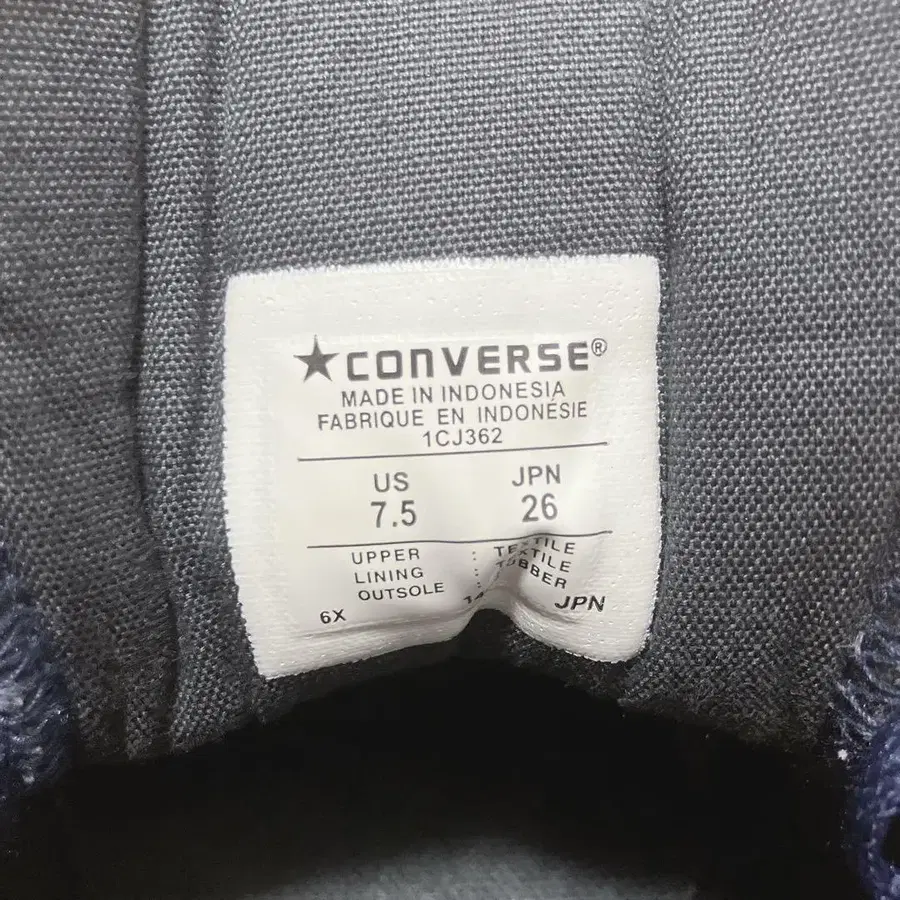 ★CONVERSE®
MADE IN INDONESIA
FABRIQUE EN INDONÉSIE
1CJ362
US JPN
7.5 26
UPPER : TEXTILE
LINING : TEXTILE
OUTSOLE : RUBBER
6X JPN